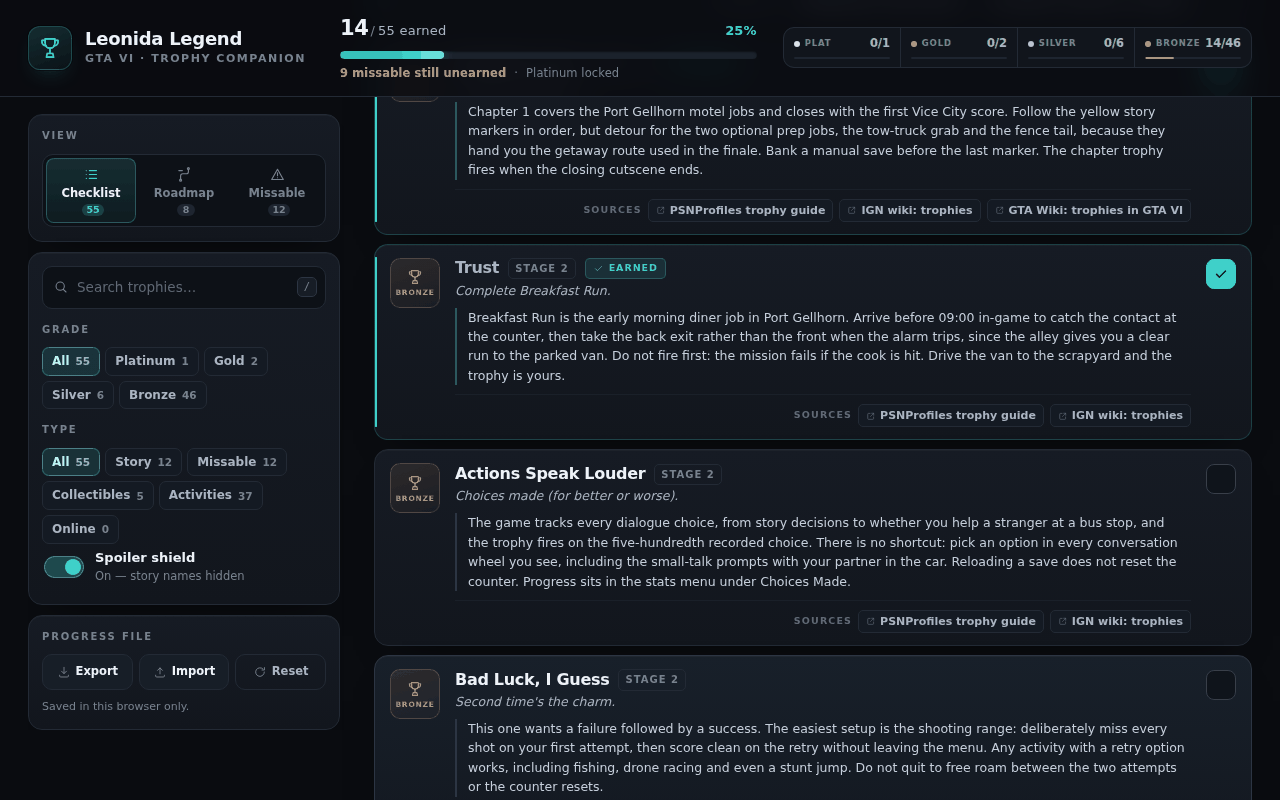 Leonida Legend
GTA VI · TROPHY COMPANION
14 / 55 earned
25%
9 missable still unearned · Platinum locked
PLAT 0/1
GOLD 0/2
SILVER 0/6
BRONZE 14/46
VIEW
Checklist
55
Roadmap
8
Missable
12
Search trophies...
/
GRADE
All 55
Platinum 1
Gold 2
Silver 6
Bronze 46
TYPE
All 55
Story 12
Missable 12
Collectibles 5
Activities 37
Online 0
Spoiler shield
On — story names hidden
PROGRESS FILE
Export
Import
Reset
Saved in this browser only.
Chapter 1 covers the Port Gellhorn motel jobs and closes with the first Vice City score. Follow the yellow story
markers in order, but detour for the two optional prep jobs, the tow-truck grab and the fence tail, because they
hand you the getaway route used in the finale. Bank a manual save before the last marker. The chapter trophy
fires when the closing cutscene ends.
SOURCES PSNProfiles trophy guide IGN wiki: trophies GTA Wiki: trophies in GTA VI
BRONZE
Trust STAGE 2 EARNED
Complete Breakfast Run.
Breakfast Run is the early morning diner job in Port Gellhorn. Arrive before 09:00 in-game to catch the contact at
the counter, then take the back exit rather than the front when the alarm trips, since the alley gives you a clear
run to the parked van. Do not fire first: the mission fails if the cook is hit. Drive the van to the scrapyard and the
trophy is yours.
SOURCES PSNProfiles trophy guide IGN wiki: trophies
BRONZE
Actions Speak Louder STAGE 2
Choices made (for better or worse).
The game tracks every dialogue choice, from story decisions to whether you help a stranger at a bus stop, and
the trophy fires on the five-hundredth recorded choice. There is no shortcut: pick an option in every conversation
wheel you see, including the small-talk prompts with your partner in the car. Reloading a save does not reset the
counter. Progress sits in the stats menu under Choices Made.
SOURCES PSNProfiles trophy guide IGN wiki: trophies
BRONZE
Bad Luck, I Guess STAGE 2
Second time's the charm.
This one wants a failure followed by a success. The easiest setup is the shooting range: deliberately miss every
shot on your first attempt, then score clean on the retry without leaving the menu. Any activity with a retry option
works, including fishing, drone racing and even a stunt jump. Do not quit to free roam between the two attempts
or the counter resets.